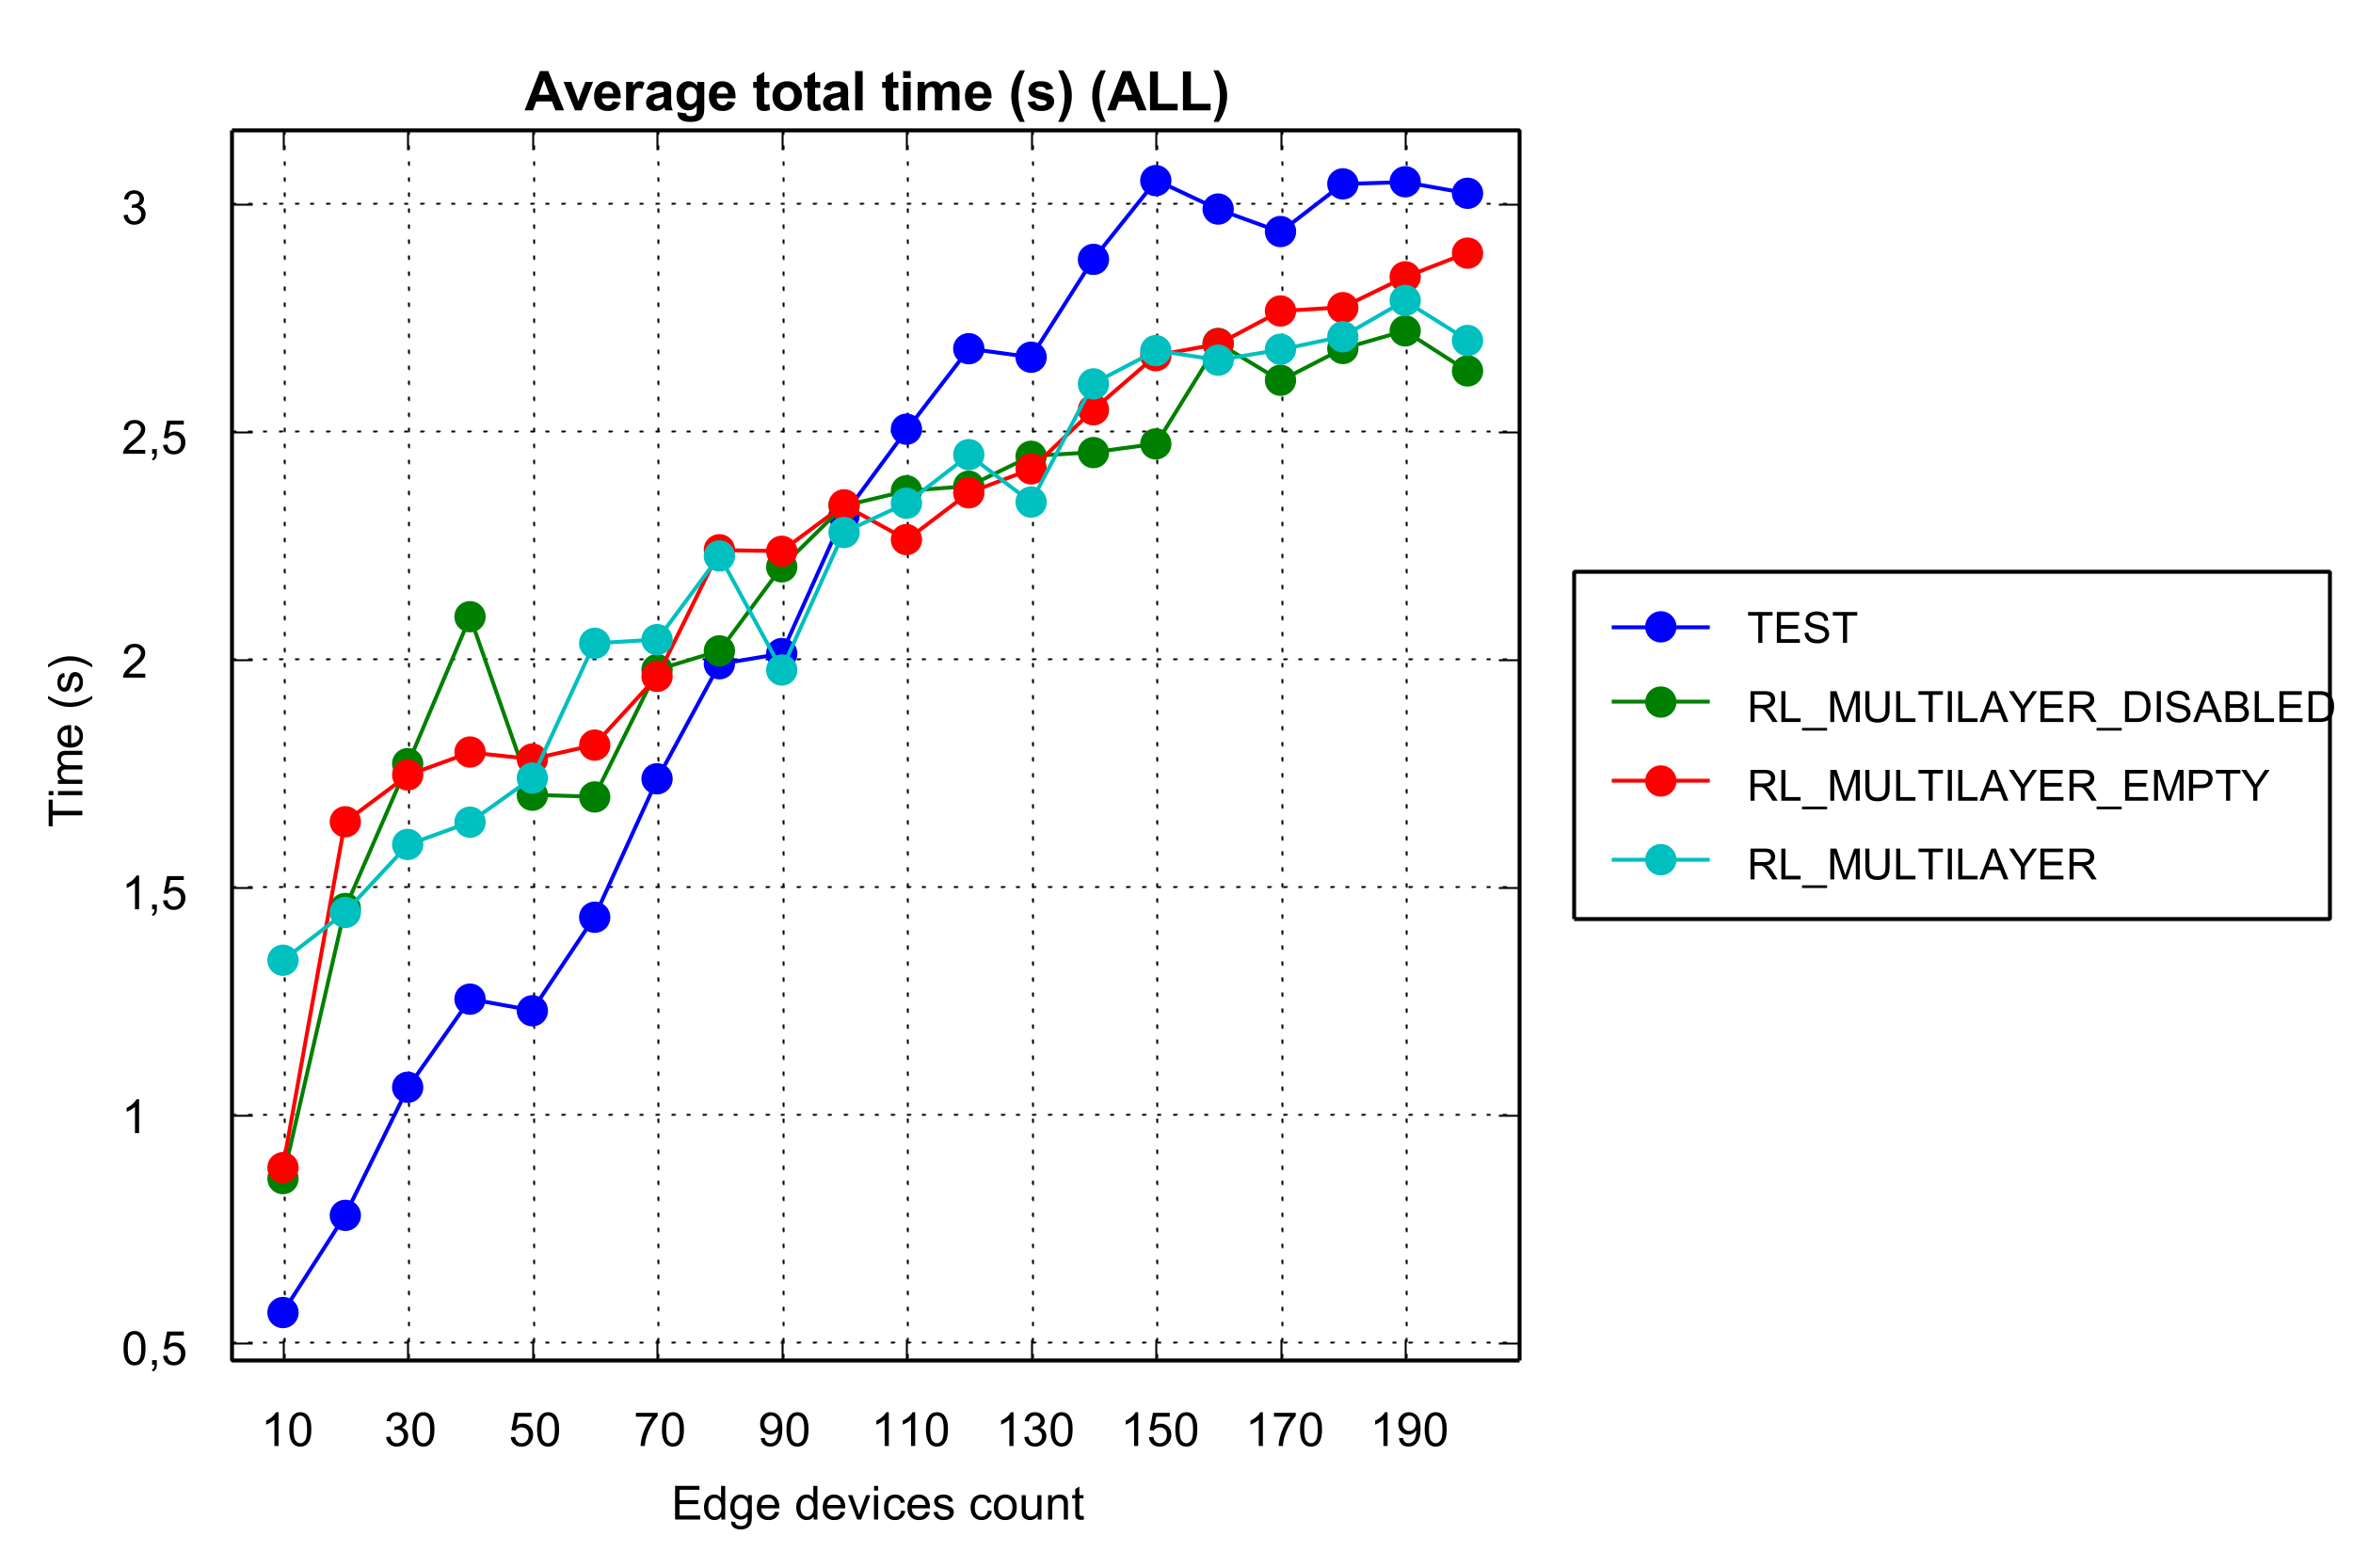 Average total time (s) (ALL)
3
2,5
2
1,5
1
0,5
Time (s)
10 30 50 70 90 110 130 150 170 190
Edge devices count
TEST
RL_MULTILAYER_DISABLED
RL_MULTILAYER_EMPTY
RL_MULTILAYER